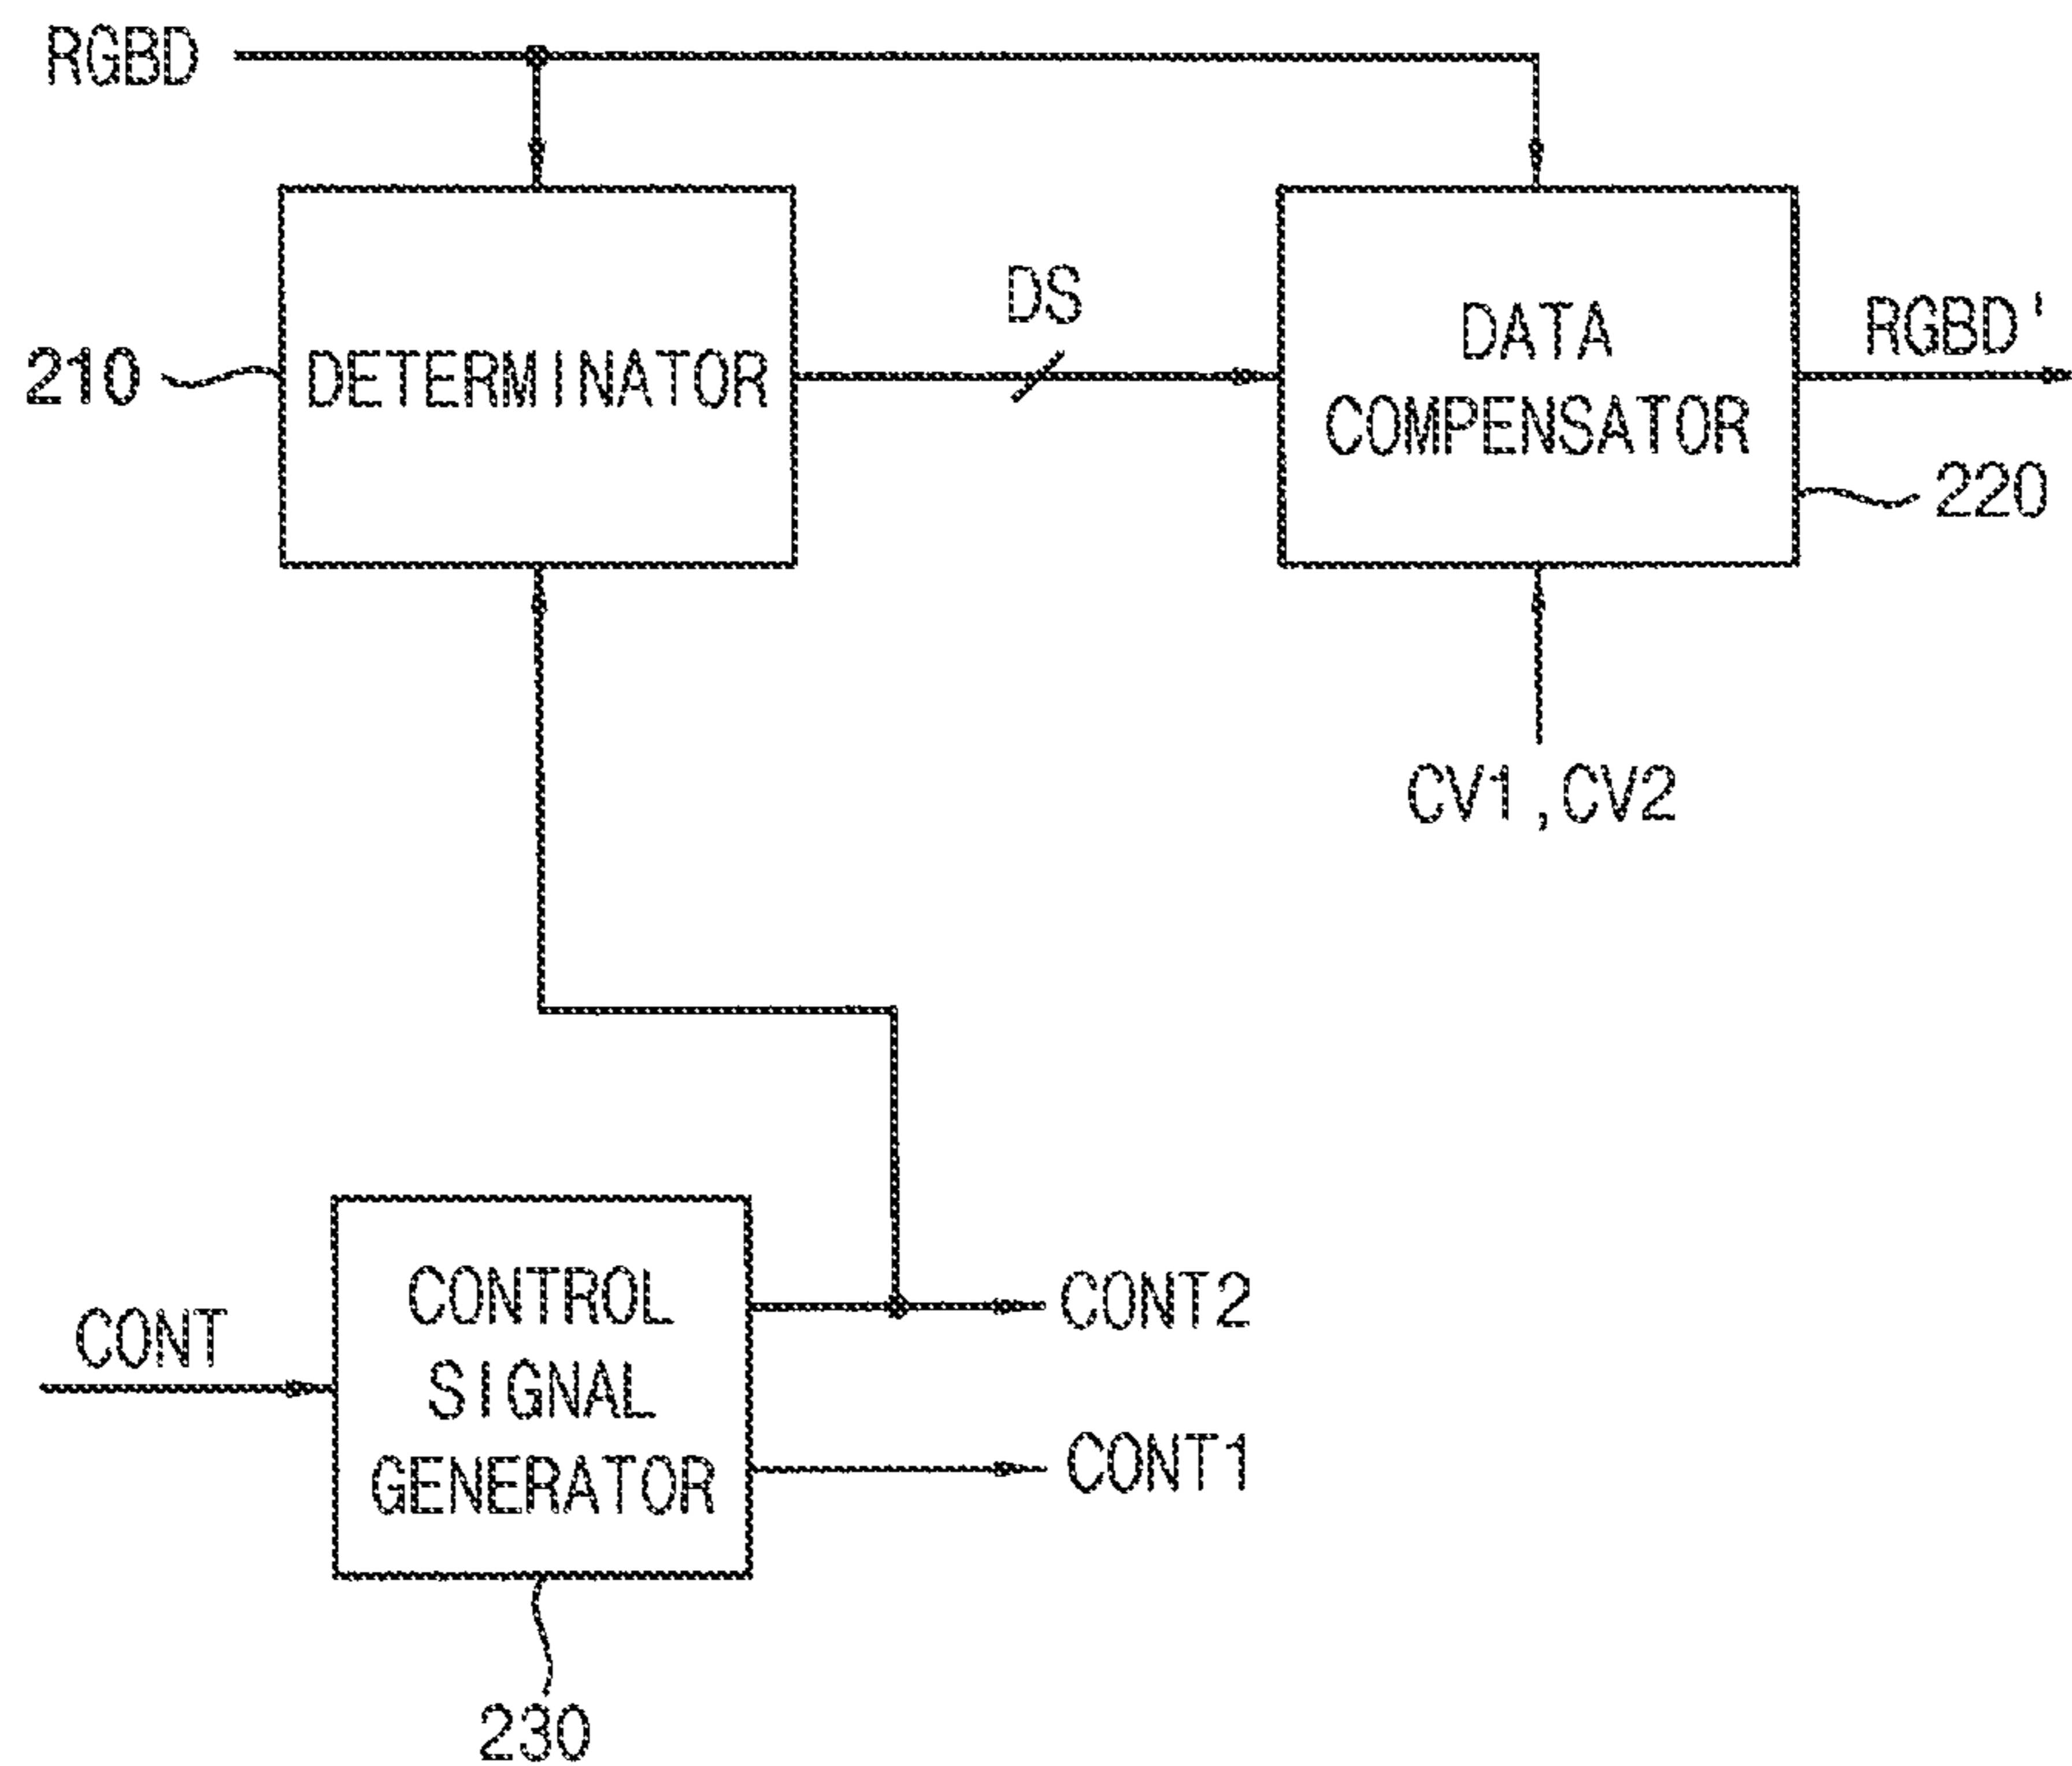 RGBD
210
DETERMINATOR
DS
DATA
COMPENSATOR
RGBD'
220
CV1,CV2
CONT
CONTROL
SIGNAL
GENERATOR
CONT2
CONT1
230